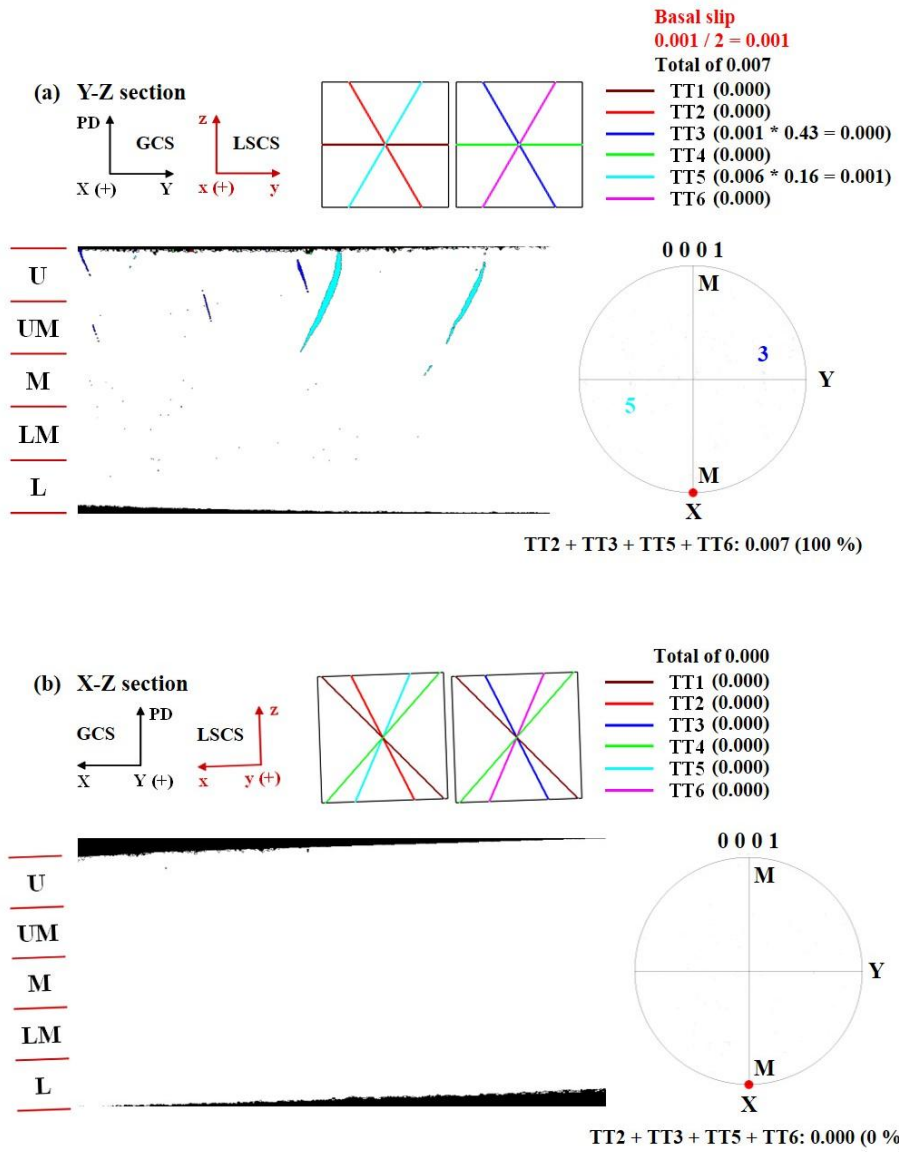 Basal slip
0.001 / 2 = 0.001
Total of 0.007
(a) Y-Z section
TT1 (0.000)
TT2 (0.000)
TT3 (0.001 * 0.43 = 0.000)
TT4 (0.000)
TT5 (0.006 * 0.16 = 0.001)
TT6 (0.000)
PD
GCS
X (+)
Y
z
LSCS
x (+)
y
U
UM
M
LM
L
0 0 0 1
M
3
Y
5
M
X
TT2 + TT3 + TT5 + TT6: 0.007 (100 %)
(b) X-Z section
Total of 0.000
TT1 (0.000)
TT2 (0.000)
TT3 (0.000)
TT4 (0.000)
TT5 (0.000)
TT6 (0.000)
PD
GCS
X
Y (+)
z
LSCS
x
y (+)
U
UM
M
LM
L
0 0 0 1
M
Y
M
X
TT2 + TT3 + TT5 + TT6: 0.000 (0 %